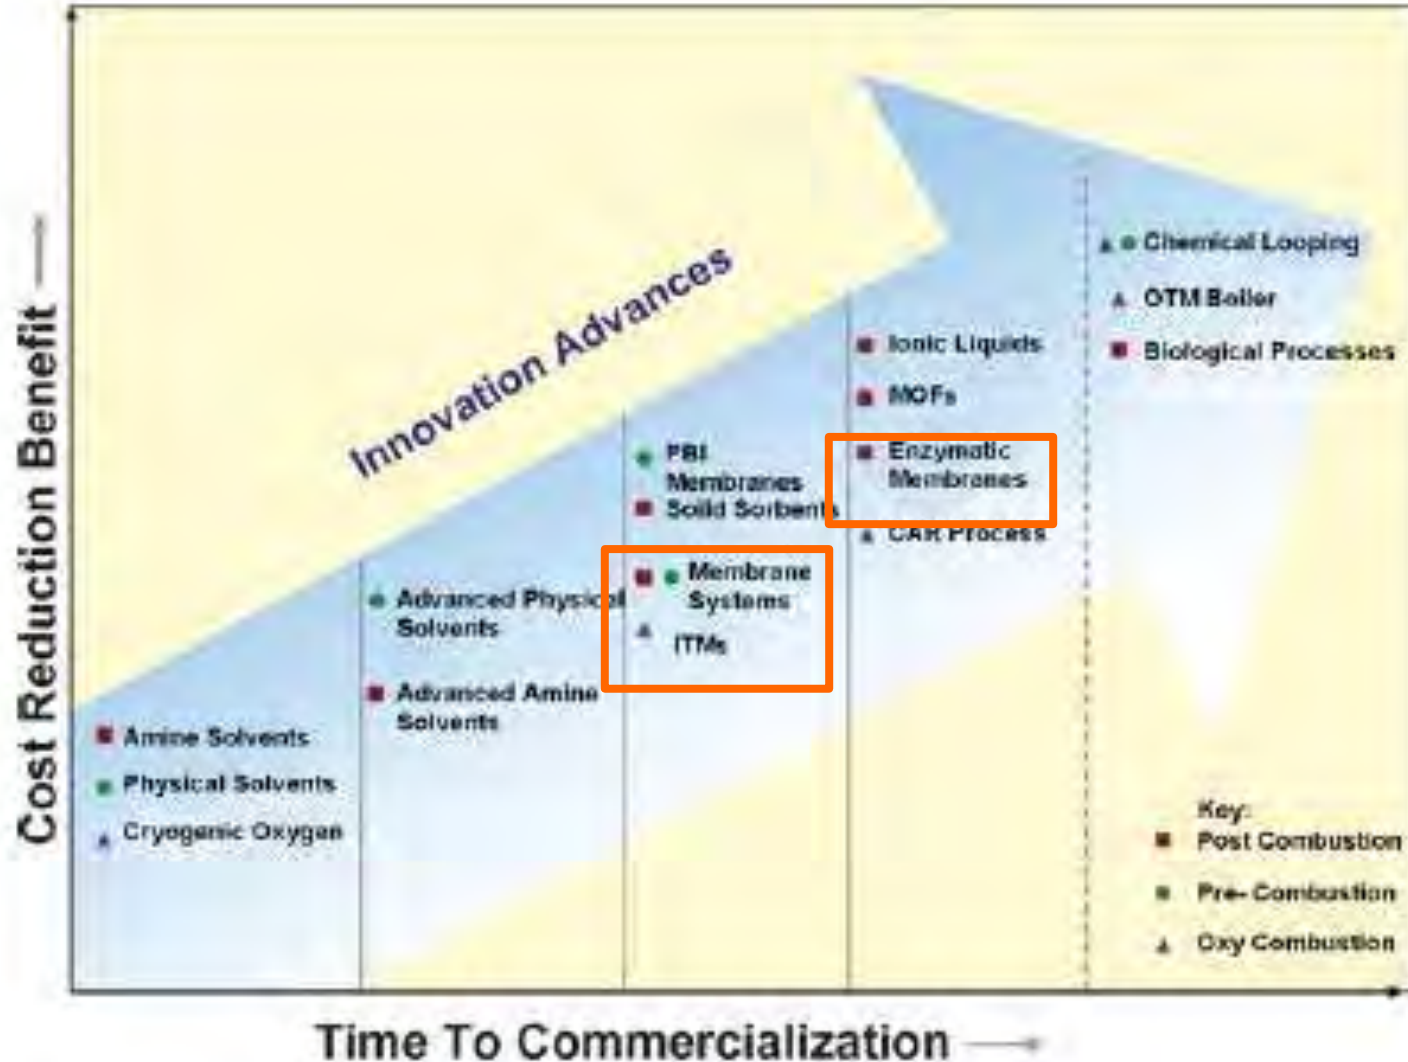 Cost Reduction Benefit
Innovation Advances
Amine Solvents
Physical Solvents
Cryogenic Oxygen
Advanced Physical
Solvents
Advanced Amine
Solvents
PBI
Membranes
Solid Sorbents
Membrane
Systems
ITMs
Ionic Liquids
MOFs
Enzymatic
Membranes
CAR Process
Chemical Looping
OTM Boiler
Biological Processes
Key:
Post Combustion
Pre- Combustion
Oxy Combustion
Time To Commercialization